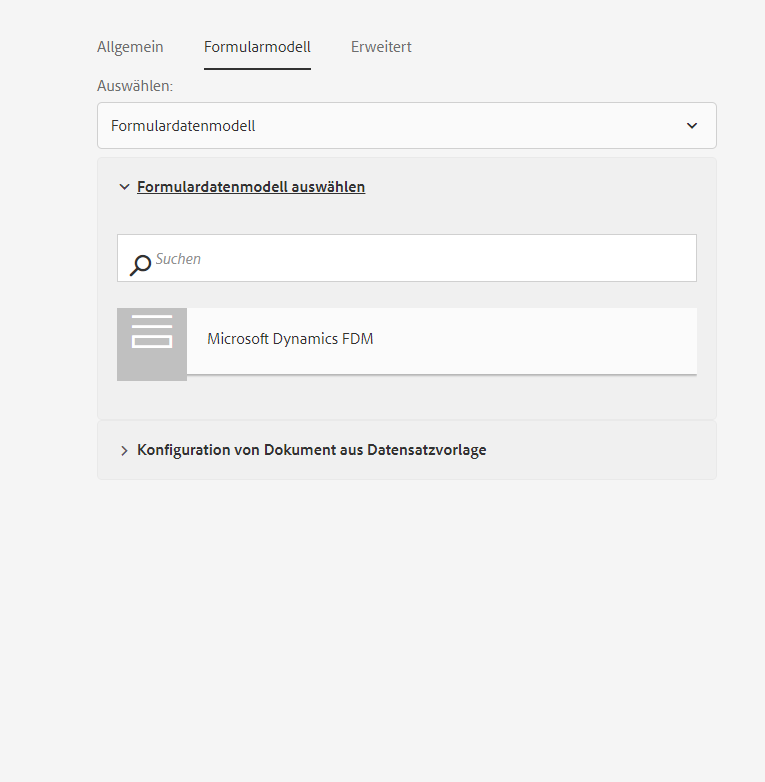 Allgemein Formularmodell Erweitert
Auswählen:
Formulardatenmodell
Formulardatenmodell auswählen
Suchen
Microsoft Dynamics FDM
Konfiguration von Dokument aus Datensatzvorlage